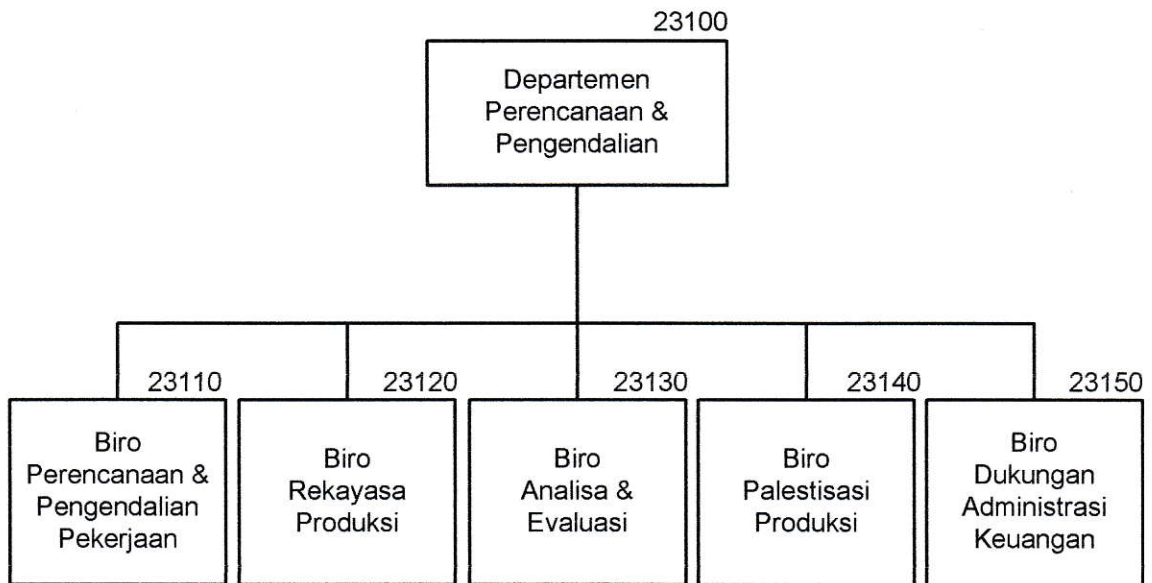 23100
Departemen
Perencanaan &
Pengendalian
23110
Biro
Perencanaan &
Pengendalian
Pekerjaan
23120
Biro
Rekayasa
Produksi
23130
Biro
Analisa &
Evaluasi
23140
Biro
Palestisasi
Produksi
23150
Biro
Dukungan
Administrasi
Keuangan